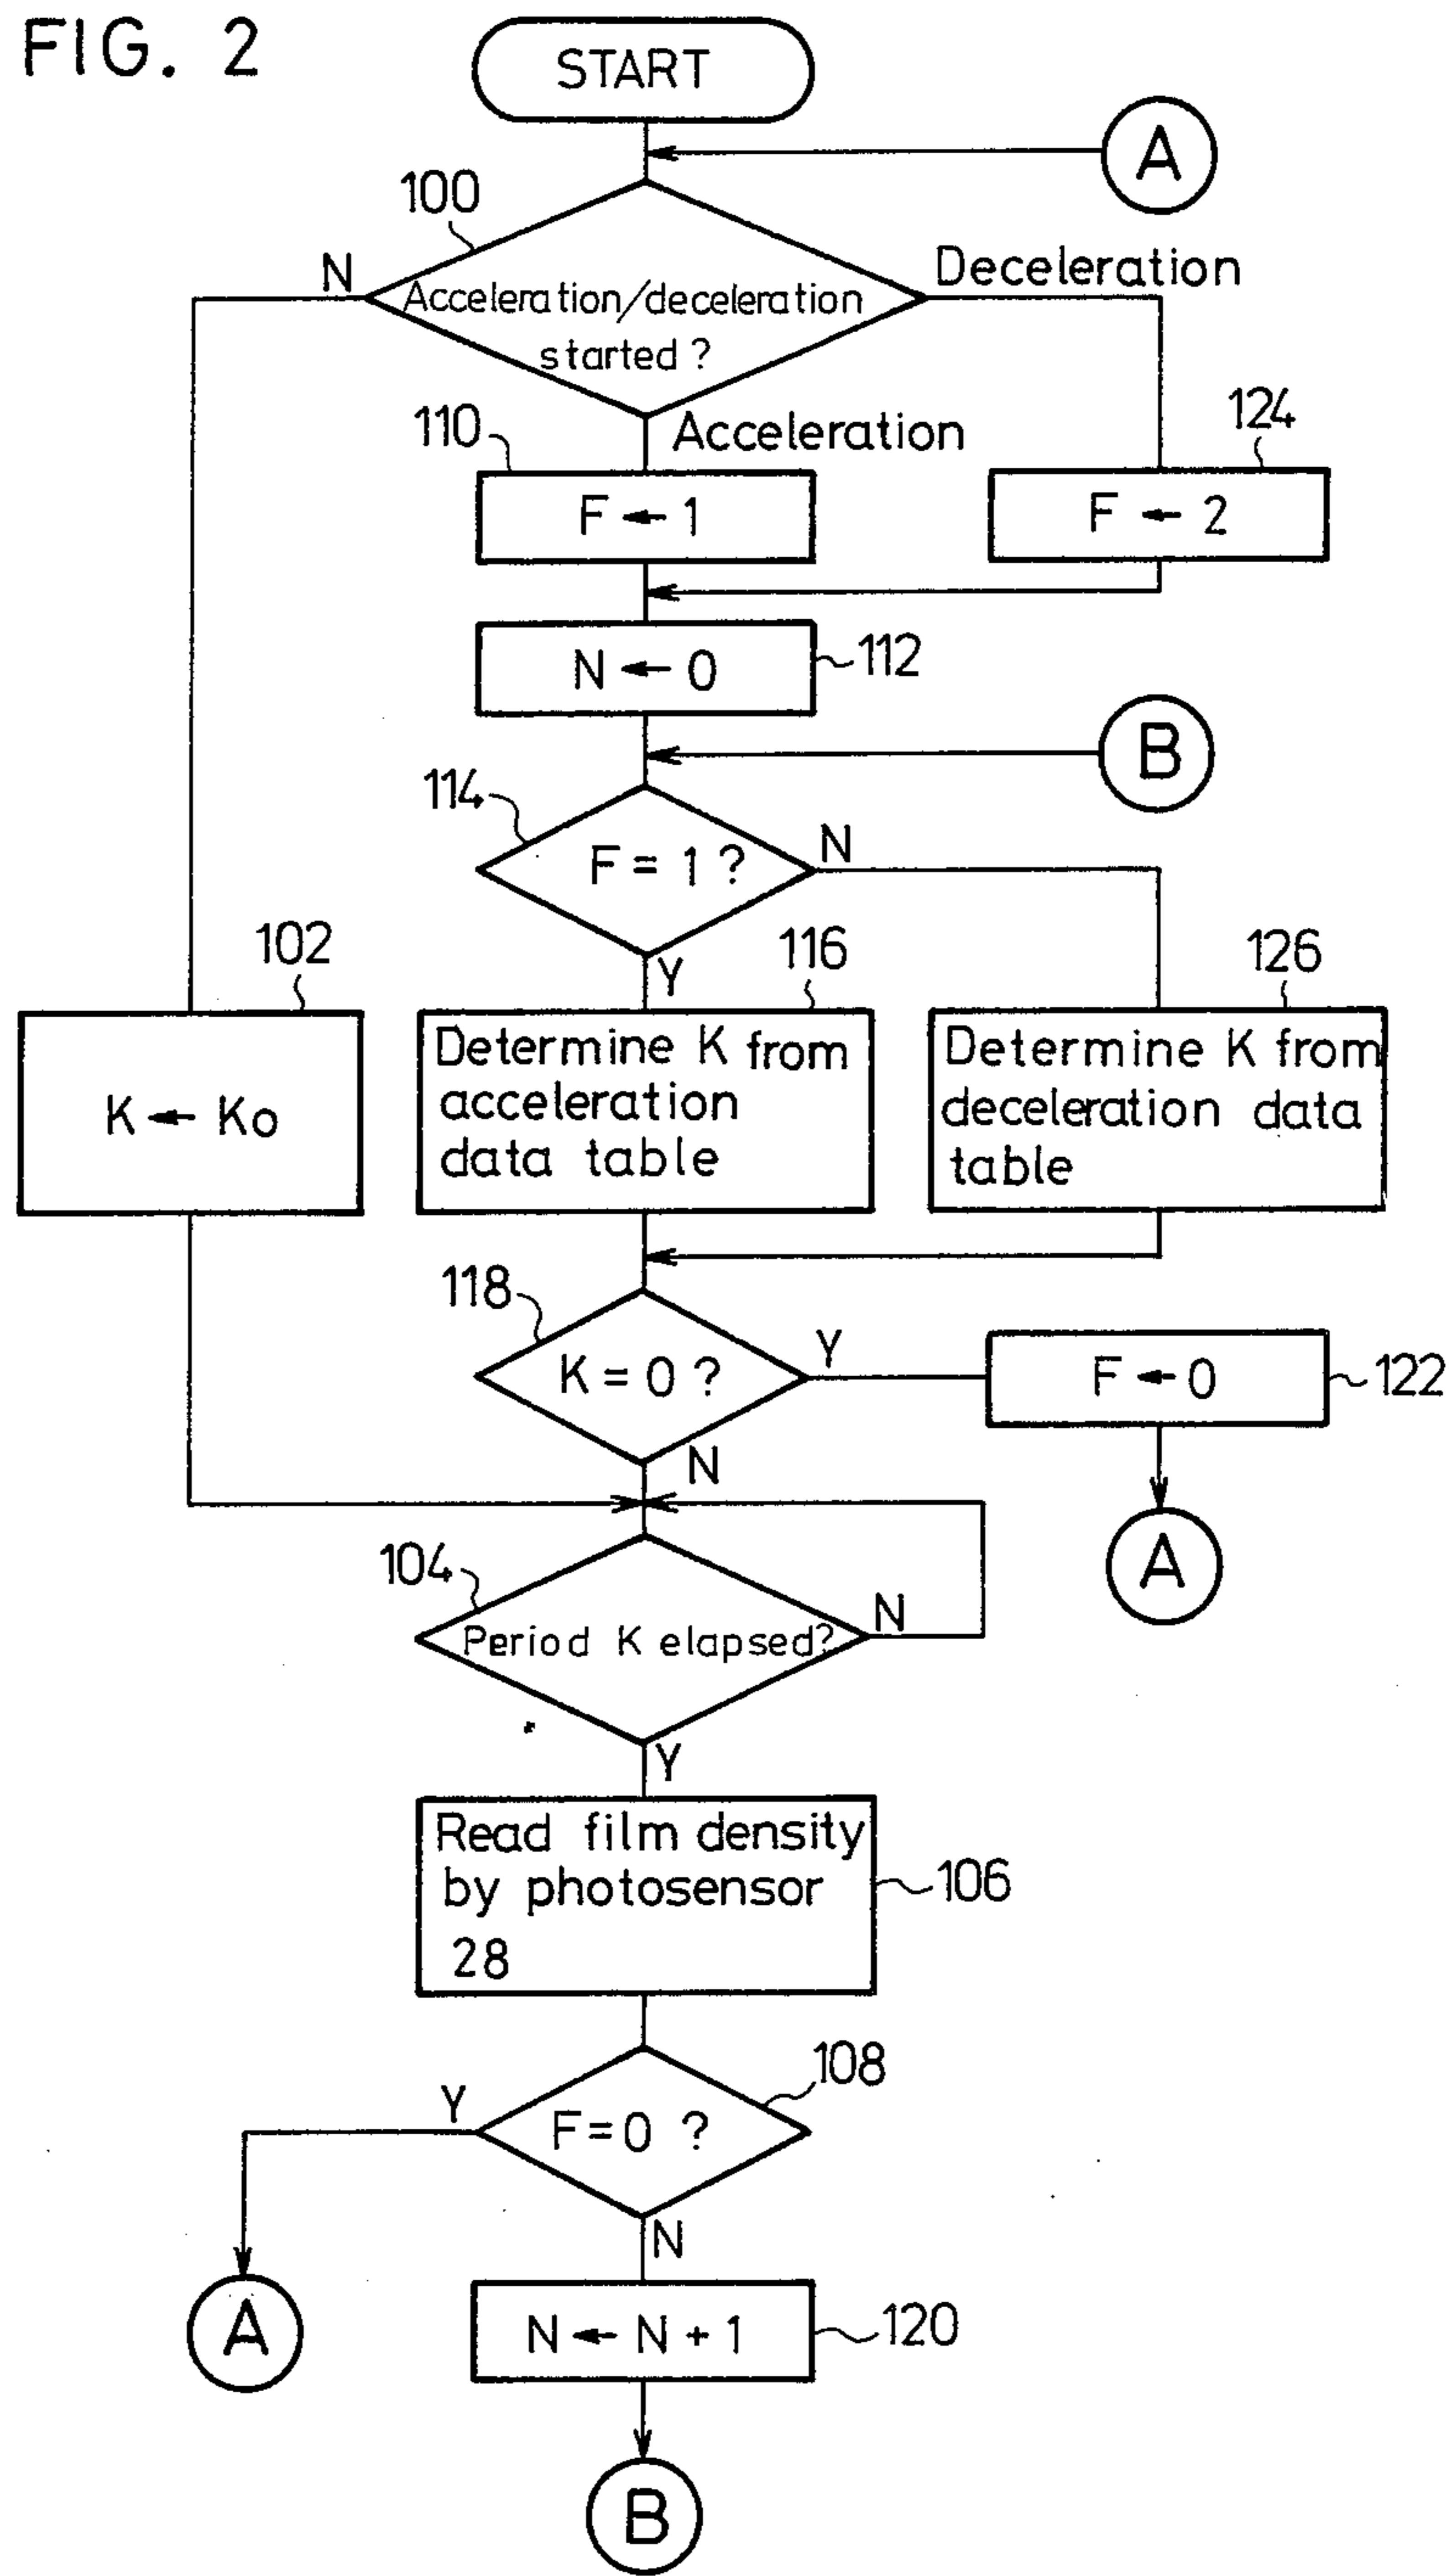 FIG. 2
START
A
100
N
Deceleration
Acceleration/deceleration
started ?
110
Acceleration
124
F ← 1
F ← 2
N ← 0
112
B
114
F = 1 ?
N
Y
102
116
126
K ← Ko
Determine K from
acceleration
data table
Determine K from
deceleration data
table
118
K = 0 ?
Y
F ← 0
122
N
A
104
Period K elapsed?
N
Y
Read film density
by photosensor
28
106
108
Y
F = 0 ?
N
A
N ← N + 1
120
B